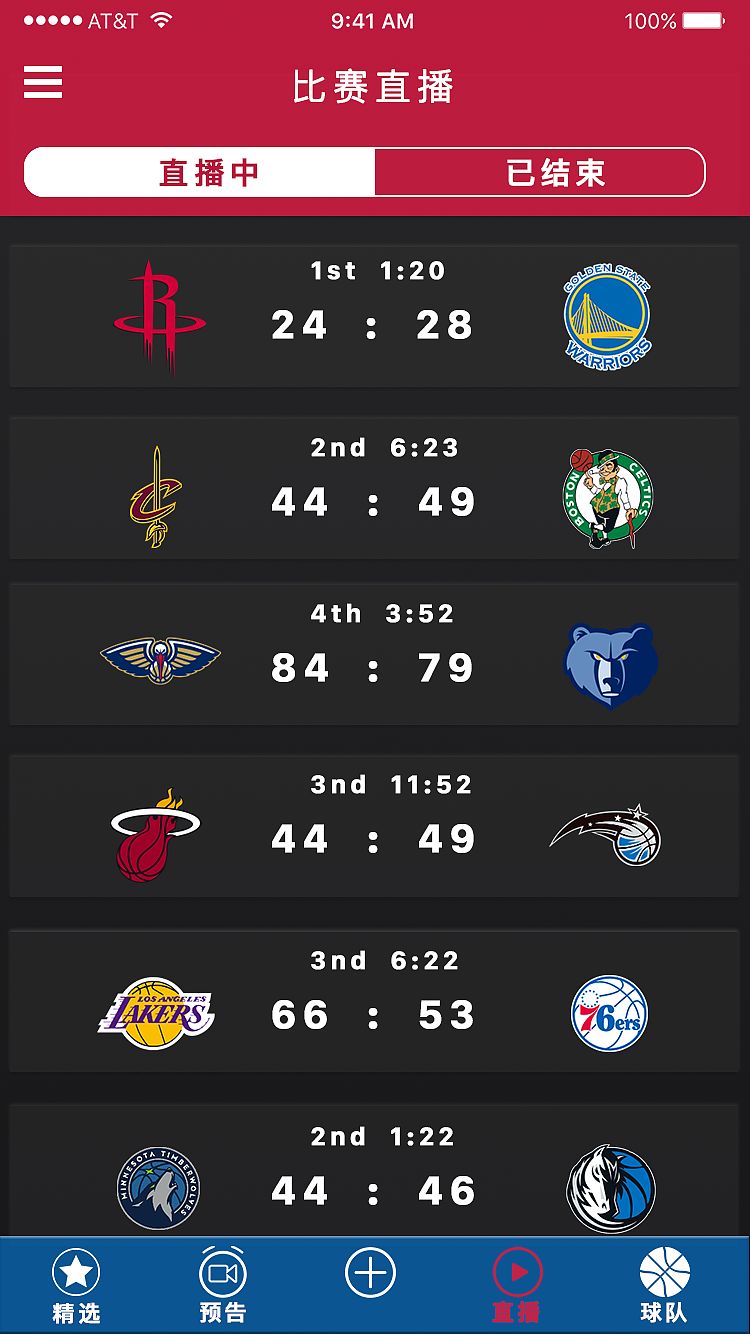 AT&T 9:41 AM 100%
比赛直播
直播中 已结束
1st 1:20
24 : 28
GOLDEN STATE WARRIORS
2nd 6:23
44 : 49
BOSTON CELTICS
4th 3:52
84 : 79
3nd 11:52
44 : 49
3nd 6:22
66 : 53
LOS ANGELES LAKERS
76ers
2nd 1:22
44 : 46
MINNESOTA TIMBERWOLVES
精选 预告 直播 球队